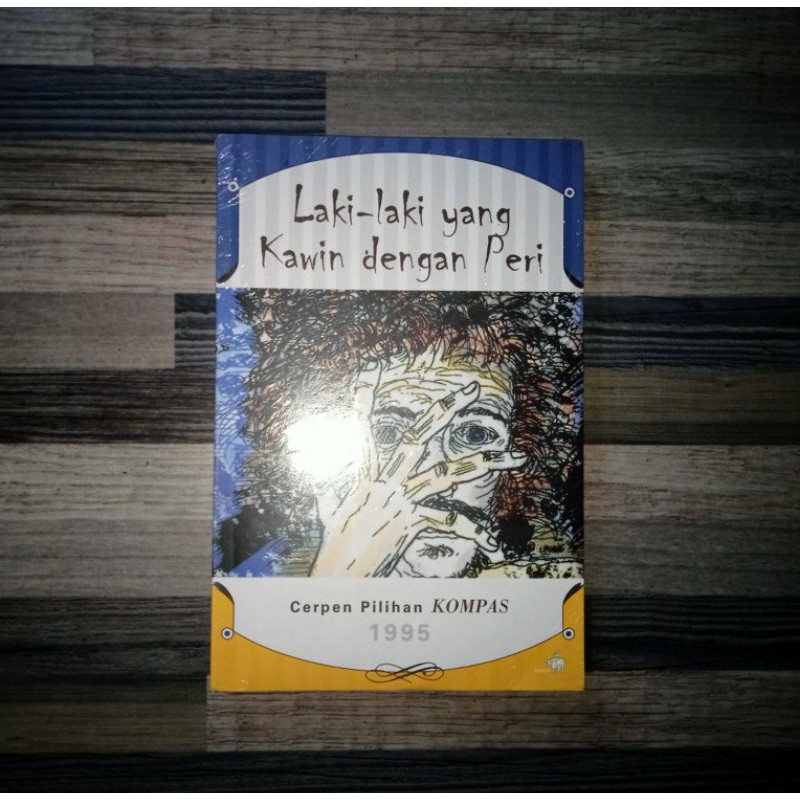 Laki-laki yang
Kawin dengan Peri
Cerpen Pilihan KOMPAS
1995